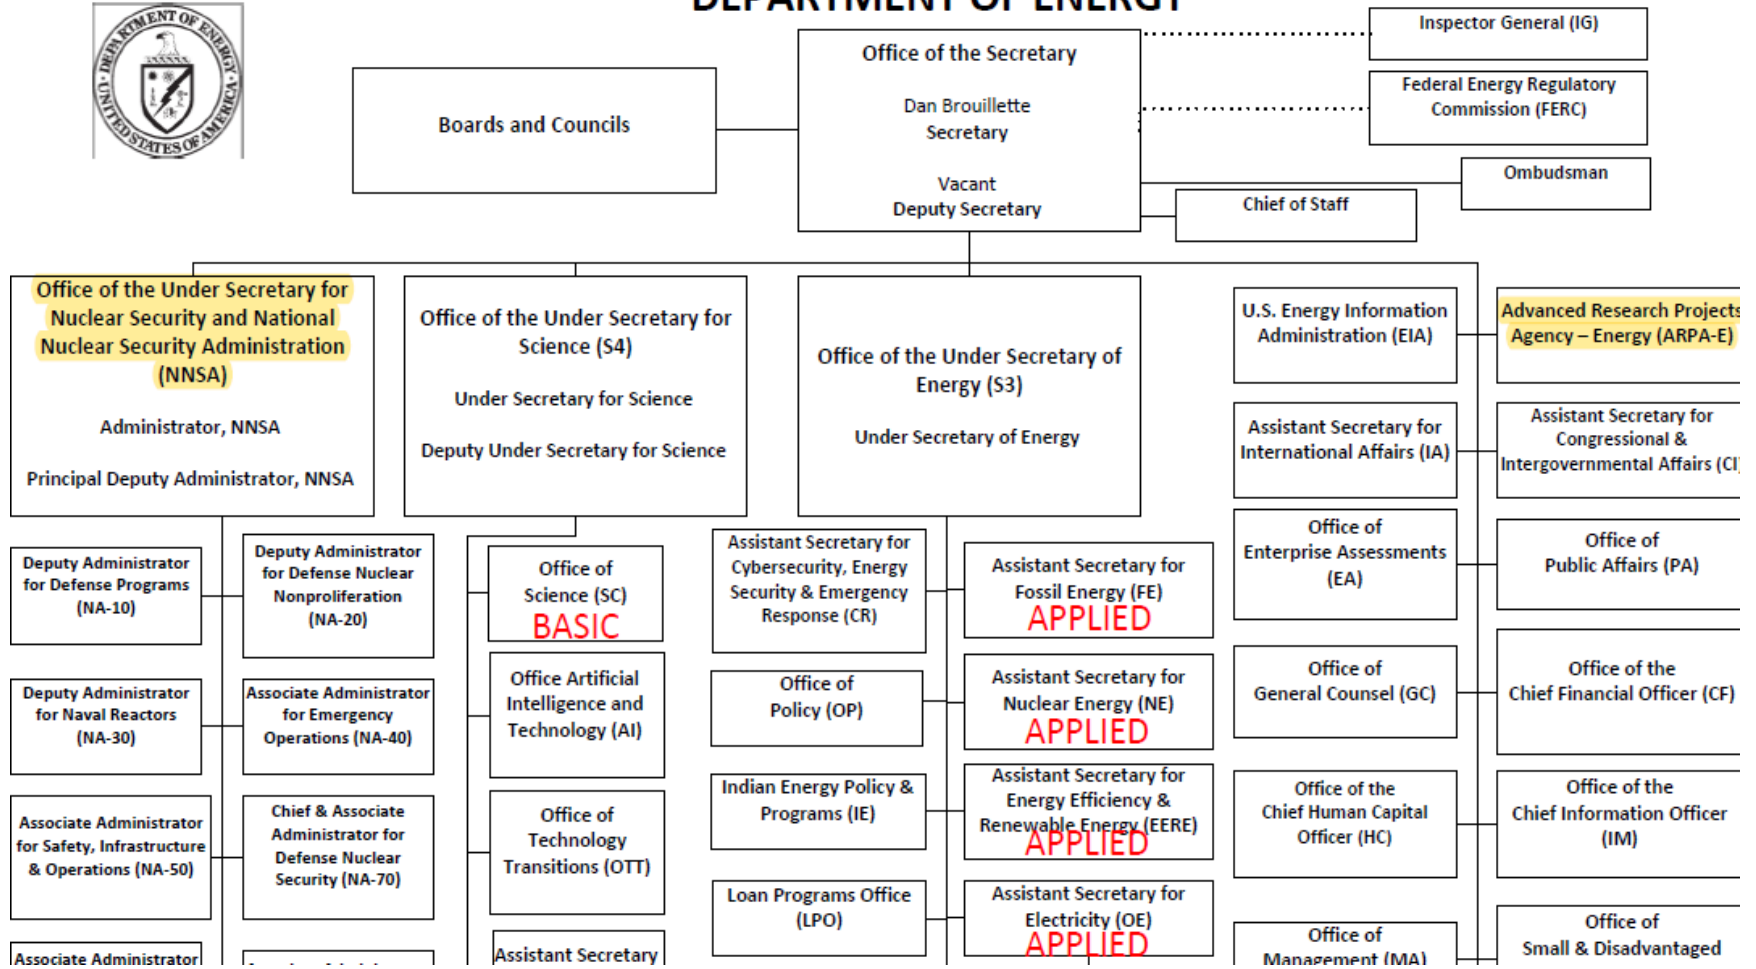 DEPARTMENT OF ENERGY
DEPARTMENT OF ENERGY
UNITED STATES OF AMERICA
Office of the Secretary
Dan Brouillette
Secretary
Vacant
Deputy Secretary
Boards and Councils
Inspector General (IG)
Federal Energy Regulatory
Commission (FERC)
Ombudsman
Chief of Staff
Office of the Under Secretary for
Nuclear Security and National
Nuclear Security Administration
(NNSA)
Administrator, NNSA
Principal Deputy Administrator, NNSA
Office of the Under Secretary for
Science (S4)
Under Secretary for Science
Deputy Under Secretary for Science
Office of the Under Secretary of
Energy (S3)
Under Secretary of Energy
U.S. Energy Information
Administration (EIA)
Advanced Research Projects
Agency – Energy (ARPA-E)
Assistant Secretary for
International Affairs (IA)
Assistant Secretary for
Congressional &
Intergovernmental Affairs (CI)
Office of
Enterprise Assessments
(EA)
Office of
Public Affairs (PA)
Office of
General Counsel (GC)
Office of the
Chief Financial Officer (CF)
Office of the
Chief Human Capital
Officer (HC)
Office of the
Chief Information Officer
(IM)
Office of
Management (MA)
Office of
Small & Disadvantaged
Deputy Administrator
for Defense Programs
(NA-10)
Deputy Administrator
for Defense Nuclear
Nonproliferation
(NA-20)
Deputy Administrator
for Naval Reactors
(NA-30)
Associate Administrator
for Emergency
Operations (NA-40)
Associate Administrator
for Safety, Infrastructure
& Operations (NA-50)
Chief & Associate
Administrator for
Defense Nuclear
Security (NA-70)
Associate Administrator
Office of
Science (SC)
BASIC
Office Artificial
Intelligence and
Technology (AI)
Office of
Technology
Transitions (OTT)
Assistant Secretary
Assistant Secretary for
Cybersecurity, Energy
Security & Emergency
Response (CR)
Assistant Secretary for
Fossil Energy (FE)
APPLIED
Office of
Policy (OP)
Assistant Secretary for
Nuclear Energy (NE)
APPLIED
Indian Energy Policy &
Programs (IE)
Assistant Secretary for
Energy Efficiency &
Renewable Energy (EERE)
APPLIED
Loan Programs Office
(LPO)
Assistant Secretary for
Electricity (OE)
APPLIED